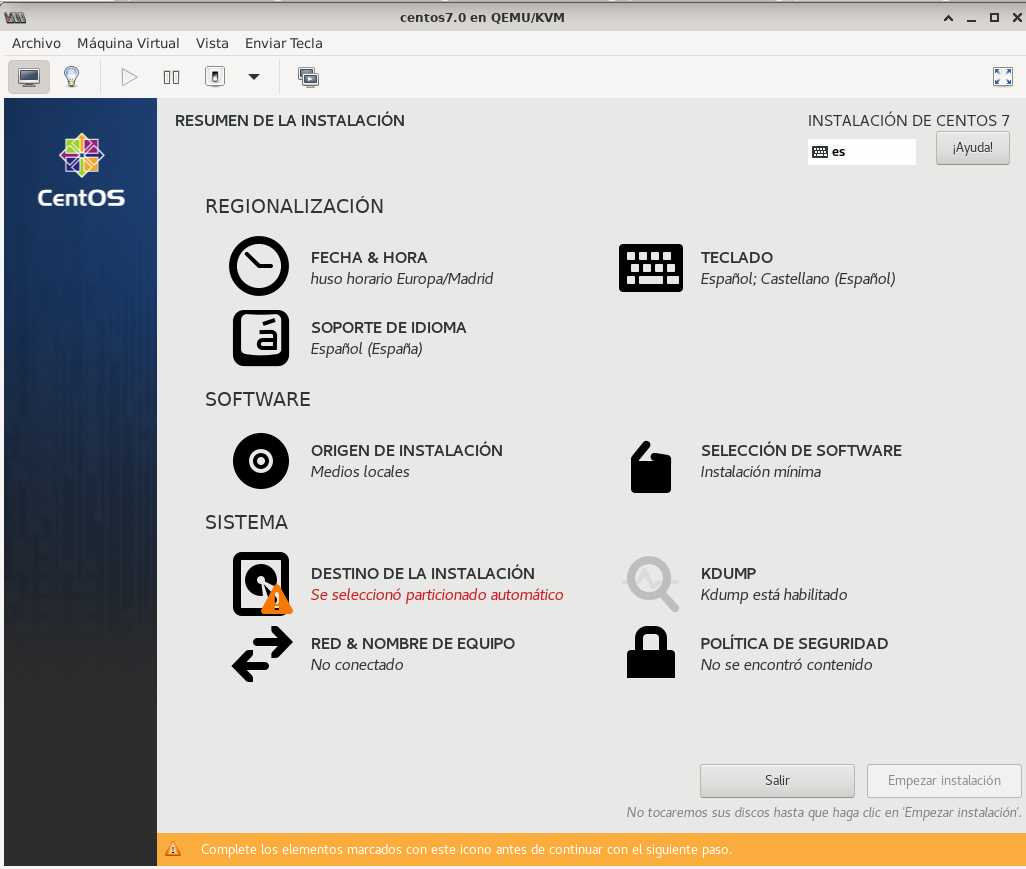 centos7.0 en QEMU/KVM
Archivo Máquina Virtual Vista Enviar Tecla
CentOS
RESUMEN DE LA INSTALACIÓN
INSTALACIÓN DE CENTOS 7
es
¡Ayuda!
REGIONALIZACIÓN
FECHA & HORA
huso horario Europa/Madrid
TECLADO
Español; Castellano (Español)
SOPORTE DE IDIOMA
Español (España)
SOFTWARE
ORIGEN DE INSTALACIÓN
Medios locales
SELECCIÓN DE SOFTWARE
Instalación mínima
SISTEMA
DESTINO DE LA INSTALACIÓN
Se seleccionó particionado automático
KDUMP
Kdump está habilitado
RED & NOMBRE DE EQUIPO
No conectado
POLÍTICA DE SEGURIDAD
No se encontró contenido
Salir
Empezar instalación
No tocaremos sus discos hasta que haga clic en 'Empezar instalación'.
Complete los elementos marcados con este icono antes de continuar con el siguiente paso.